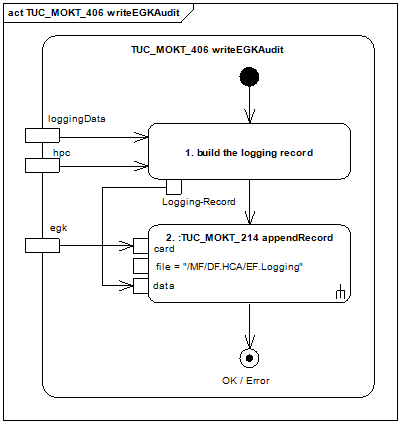 act TUC_MOKT_406 writeEGKAudit
TUC_MOKT_406 writeEGKAudit
loggingData
1. build the logging record
hpc
Logging-Record
egk
2. :TUC_MOKT_214 appendRecord
card
file = "/MF/DF.HCA/EF.Logging"
data
OK / Error